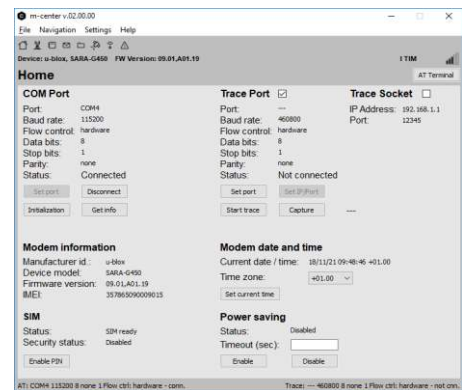 m-center v.02.00.00
File Navigation Settings Help
Device: u-blox, SARA-G450 FW Version: 09.01,A01.19
I TIM
Home
AT Terminal
COM Port
Port: COM4
Baud rate: 115200
Flow control: hardware
Data bits: 8
Stop bits: 1
Parity: none
Status: Connected
Set port Disconnect
Initialization Get info
Trace Port
Port: ---
Baud rate: 460800
Flow control: hardware
Data bits: 8
Stop bits: 1
Parity: none
Status: Not connected
Set port Set IP/Port
Start trace Capture ----
Trace Socket
IP Address: 192.168.1.1
Port: 12345
Modem information
Manufacturer id.: u-blox
Device model: SARA-G450
Firmware version: 09.01,A01.19
IMEI: 357865090009015
Modem date and time
Current date / time: 18/11/21 09:48:46 +01.00
Time zone: +01.00
Set current time
SIM
Status: SIM ready
Security status: Disabled
Enable PIN
Power saving
Status: Disabled
Timeout (sec):
Enable Disable
AT: COM4 115200 8 none 1 Flow ctrl: hardware - conn.
Trace: --- 460800 8 none 1 Flow ctrl: hardware - not cnn.